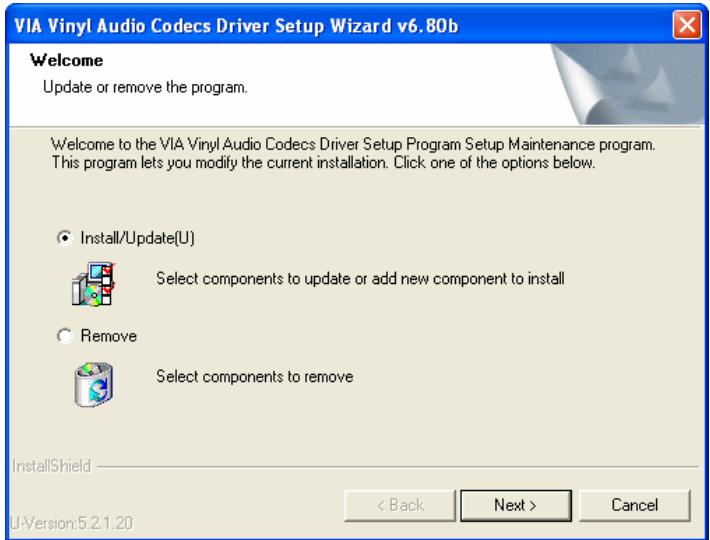 VIA Vinyl Audio Codecs Driver Setup Wizard v6.80b
Welcome
Update or remove the program.
Welcome to the VIA Vinyl Audio Codecs Driver Setup Program Setup Maintenance program.
This program lets you modify the current installation. Click one of the options below.
Install/Update(U)
Select components to update or add new component to install
Remove
Select components to remove
InstallShield
< Back
Next >
Cancel
U-Version:5.2.1.20